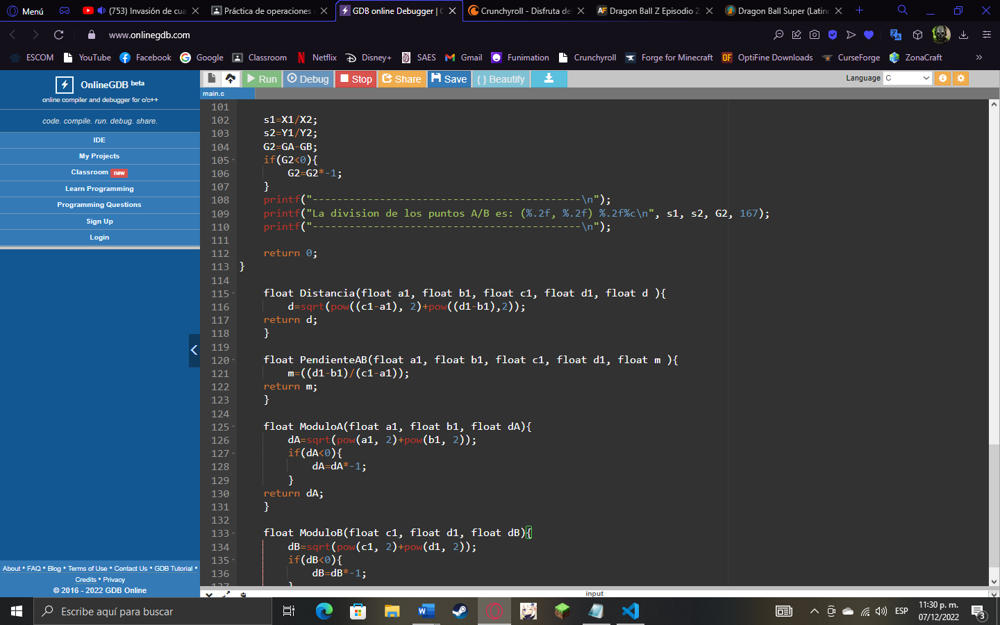 Menú
(753) Invasión de cua
Práctica de operaciones
GDB online Debugger | C
Crunchyroll - Disfruta de
Dragon Ball Z Episodio 2
Dragon Ball Super (Latino
www.onlinegdb.com
ESCOM YouTube Facebook Google Classroom Netflix Disney+ SAES Gmail Funimation Crunchyroll Forge for Minecraft OptiFine Downloads CurseForge ZonaCraft »
OnlineGDB beta
online compiler and debugger for c/c++
code. compile. run. debug. share.
IDE
My Projects
Classroom new
Learn Programming
Programming Questions
Sign Up
Login
About • FAQ • Blog • Terms of Use • Contact Us • GDB Tutorial •
Credits • Privacy
© 2016 - 2022 GDB Online
Run Debug Stop Share Save { } Beautify
Language C
main.c
101
102 s1=X1/X2;
103 s2=Y1/Y2;
104 G2=GA-GB;
105 if(G2<0){
106 G2=G2*-1;
107 }
108 printf("--------------------------------------------\n");
109 printf("La division de los puntos A/B es: (%.2f, %.2f) %.2f%c\n", s1, s2, G2, 167);
110 printf("--------------------------------------------\n");
111
112 return 0;
113 }
114
115 float Distancia(float a1, float b1, float c1, float d1, float d ){
116 d=sqrt(pow((c1-a1), 2)+pow((d1-b1),2));
117 return d;
118 }
119
120 float PendienteAB(float a1, float b1, float c1, float d1, float m ){
121 m=((d1-b1)/(c1-a1));
122 return m;
123 }
124
125 float ModuloA(float a1, float b1, float dA){
126 dA=sqrt(pow(a1, 2)+pow(b1, 2));
127 if(dA<0){
128 dA=dA*-1;
129 }
130 return dA;
131 }
132
133 float ModuloB(float c1, float d1, float dB){
134 dB=sqrt(pow(c1, 2)+pow(d1, 2));
135 if(dB<0){
136 dB=dB*-1;
137 }
input
Escribe aquí para buscar
ESP
11:30 p. m.
07/12/2022
3